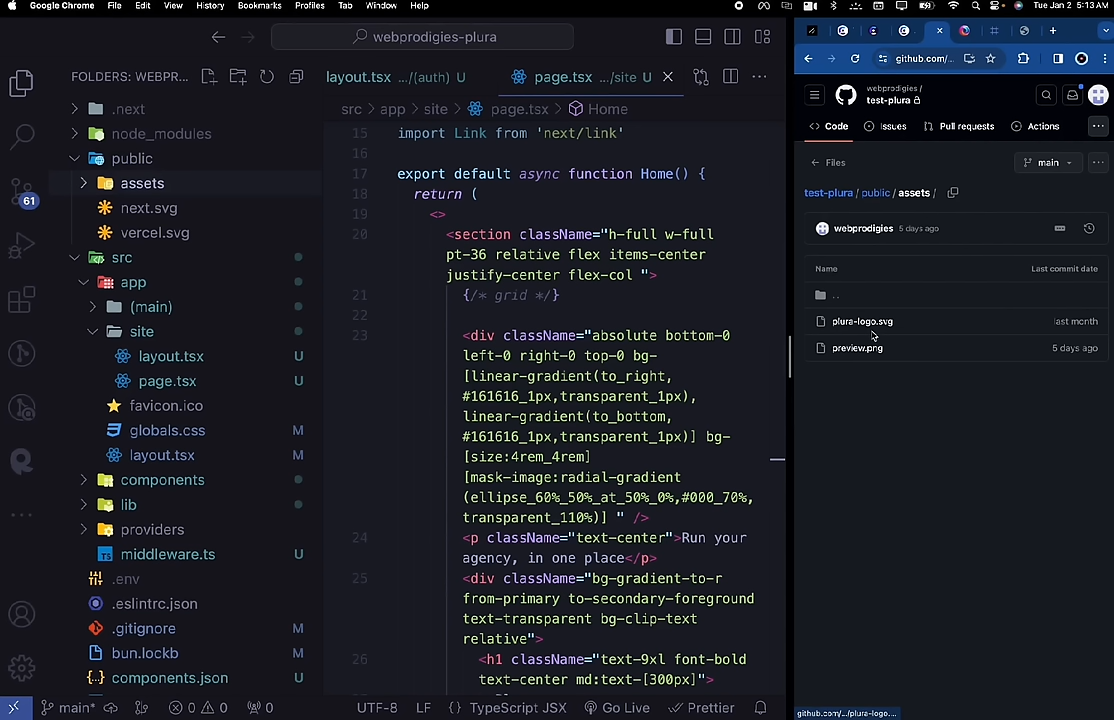 Google Chrome File Edit View History Bookmarks Profiles Tab Window Help
Tue Jan 2 5:13 AM
webprodigies-plura
FOLDERS: WEBPR...
layout.tsx .../(auth) U
page.tsx .../site U
src > app > site > page.tsx > Home
.next
node_modules
public
assets
next.svg
vercel.svg
src
app
(main)
site
layout.tsx U
page.tsx U
favicon.ico
globals.css M
layout.tsx M
components
lib
providers
middleware.ts U
.env
.eslintrc.json
.gitignore M
bun.lockb M
components.json M
61
15 import Link from 'next/link'
16
17 export default async function Home() {
18 return (
19 <>
20 <section className="h-full w-full
pt-36 relative flex items-center
justify-center flex-col ">
21 {/* grid */}
22
23 <div className="absolute bottom-0
left-0 right-0 top-0 bg-
[linear-gradient(to_right,
#161616_1px,transparent_1px),
linear-gradient(to_bottom,
#161616_1px,transparent_1px)] bg-
[size:4rem_4rem]
[mask-image:radial-gradient
(ellipse_60%_50%_at_50%_0%,#000_70%,
transparent_110%)] " />
24 <p className="text-center">Run your
agency, in one place</p>
25 <div className="bg-gradient-to-r
from-primary to-secondary-foreground
text-transparent bg-clip-text
relative">
26 <h1 className="text-9xl font-bold
text-center md:text-[300px]">
main* 0 0 0 UTF-8 LF {} TypeScript JSX Go Live Prettier
github.com/...
webprodigies /
test-plura
Code Issues Pull requests Actions
Files
main
test-plura / public / assets /
webprodigies 5 days ago
Name Last commit date
..
plura-logo.svg last month
preview.png 5 days ago
github.com/.../plura-logo....